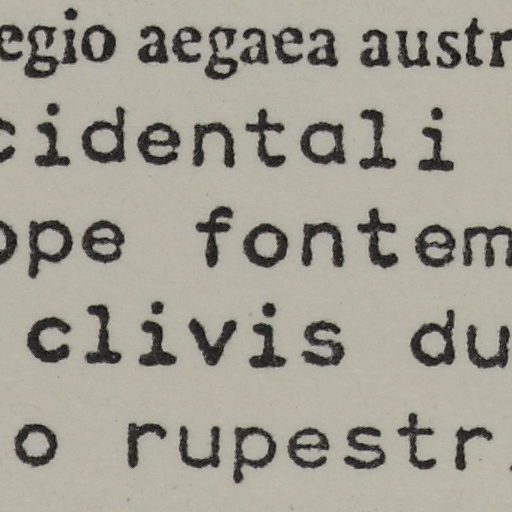 egio aegaea austr
cidentali
ope fontem
clivis du
o rupestr